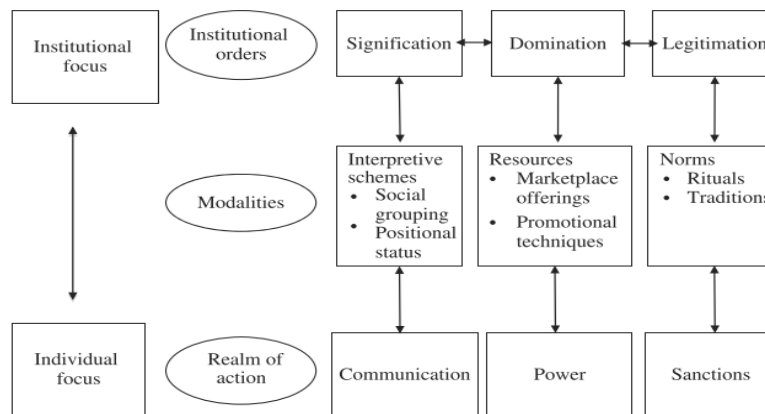 Institutional
focus
Institutional
orders
Signification
Domination
Legitimation
Modalities
Interpretive
schemes
• Social
grouping
• Positional
status
Resources
• Marketplace
offerings
• Promotional
techniques
Norms
• Rituals
• Traditions
Individual
focus
Realm of
action
Communication
Power
Sanctions